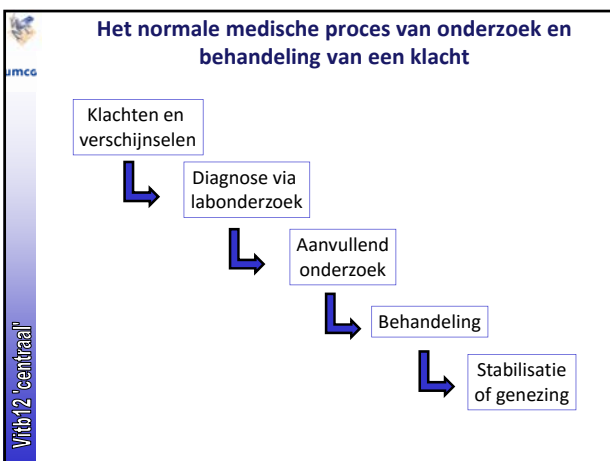 Het normale medische proces van onderzoek en
behandeling van een klacht
umcg
Klachten en
verschijnselen
Diagnose via
labonderzoek
Aanvullend
onderzoek
Behandeling
Stabilisatie
of genezing
Vitb12 'centraal'